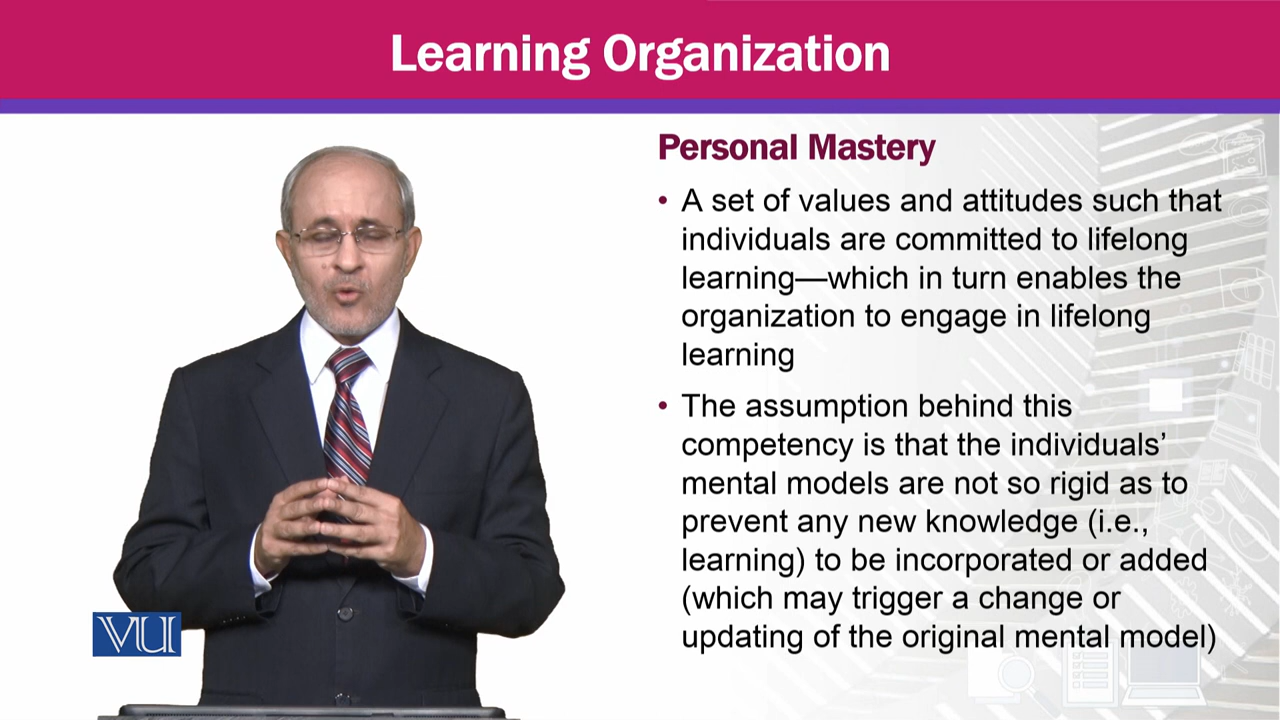 Learning Organization
Personal Mastery
• A set of values and attitudes such that
individuals are committed to lifelong
learning—which in turn enables the
organization to engage in lifelong
learning
• The assumption behind this
competency is that the individuals’
mental models are not so rigid as to
prevent any new knowledge (i.e.,
learning) to be incorporated or added
(which may trigger a change or
updating of the original mental model)
VU